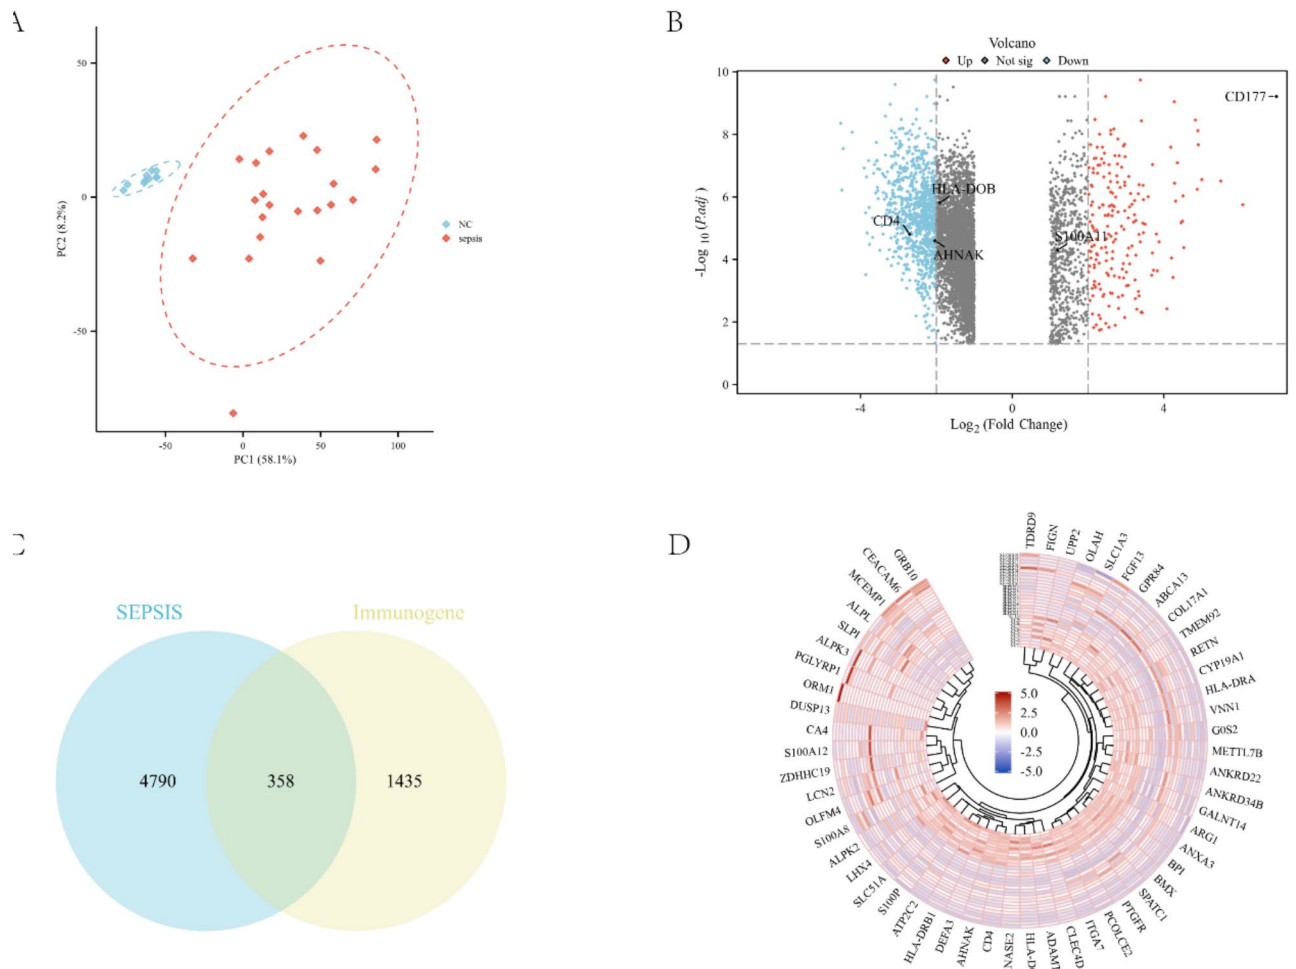 A
50
0
-50
PC2 (8.2%)
-50
0
50
100
PC1 (58.1%)
NC
sepsis
B
Volcano
Up
Not sig
Down
10
8
6
4
2
0
-Log 10 (P.adj)
CD177
HLA-DOB
CD4
AHNAK
S100A11
-4
0
4
Log2 (Fold Change)
C
SEPSIS
Immunogene
4790
358
1435
D
TDRD9
FIGN
UPP2
OLAH
SLC1A3
FGF13
GPR84
ABCA13
COL17A1
TMEM92
RETN
CYP19A1
HLA-DRA
VNN1
G0S2
METTL7B
ANKRD22
ANKRD34B
GALNT14
ARG1
ANXA3
BPI
BMX
SPATC1
PTGFR
PCOLCE2
ITGA7
CLEC4D
ADAMT
HLA-D
NASE2
CD4
AHNAK
DEFA3
HLA-DRB1
ATP2C2
S100P
SLC51A
LHX4
ALPK2
S100A8
OLFM4
LCN2
ZDHHC19
S100A12
CA4
DUSP13
ORM1
PGLYRP1
ALPK3
SLPI
ALPL
MCEMP1
CEACAM6
GRB10
5.0
2.5
0.0
-2.5
-5.0